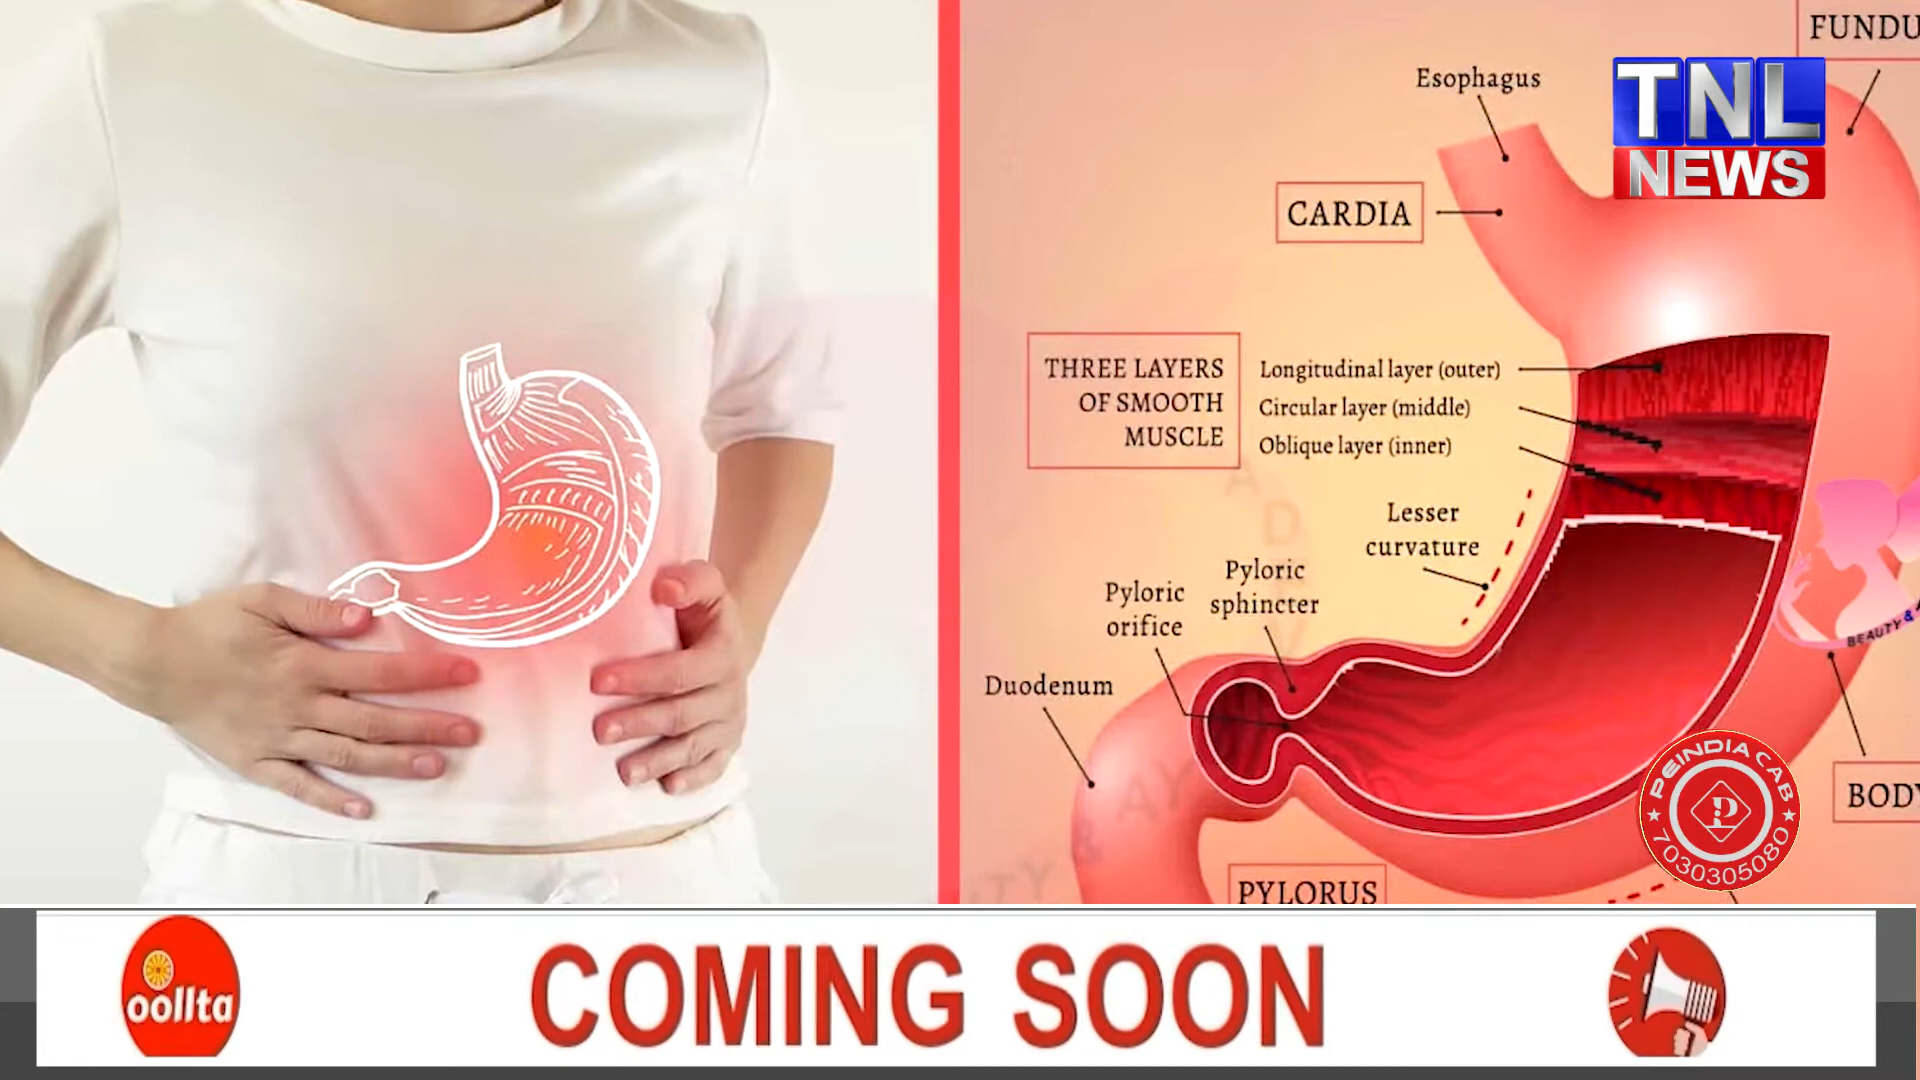 FUNDU
Esophagus
TNL
NEWS
CARDIA
THREE LAYERS
OF SMOOTH
MUSCLE
Longitudinal layer (outer)
Circular layer (middle)
Oblique layer (inner)
Lesser
curvature
Pyloric
sphincter
Pyloric
orifice
Duodenum
BEAUTY &
BODY
PEINDIA CAB
7030305080
PYLORUS
oollta
COMING SOON